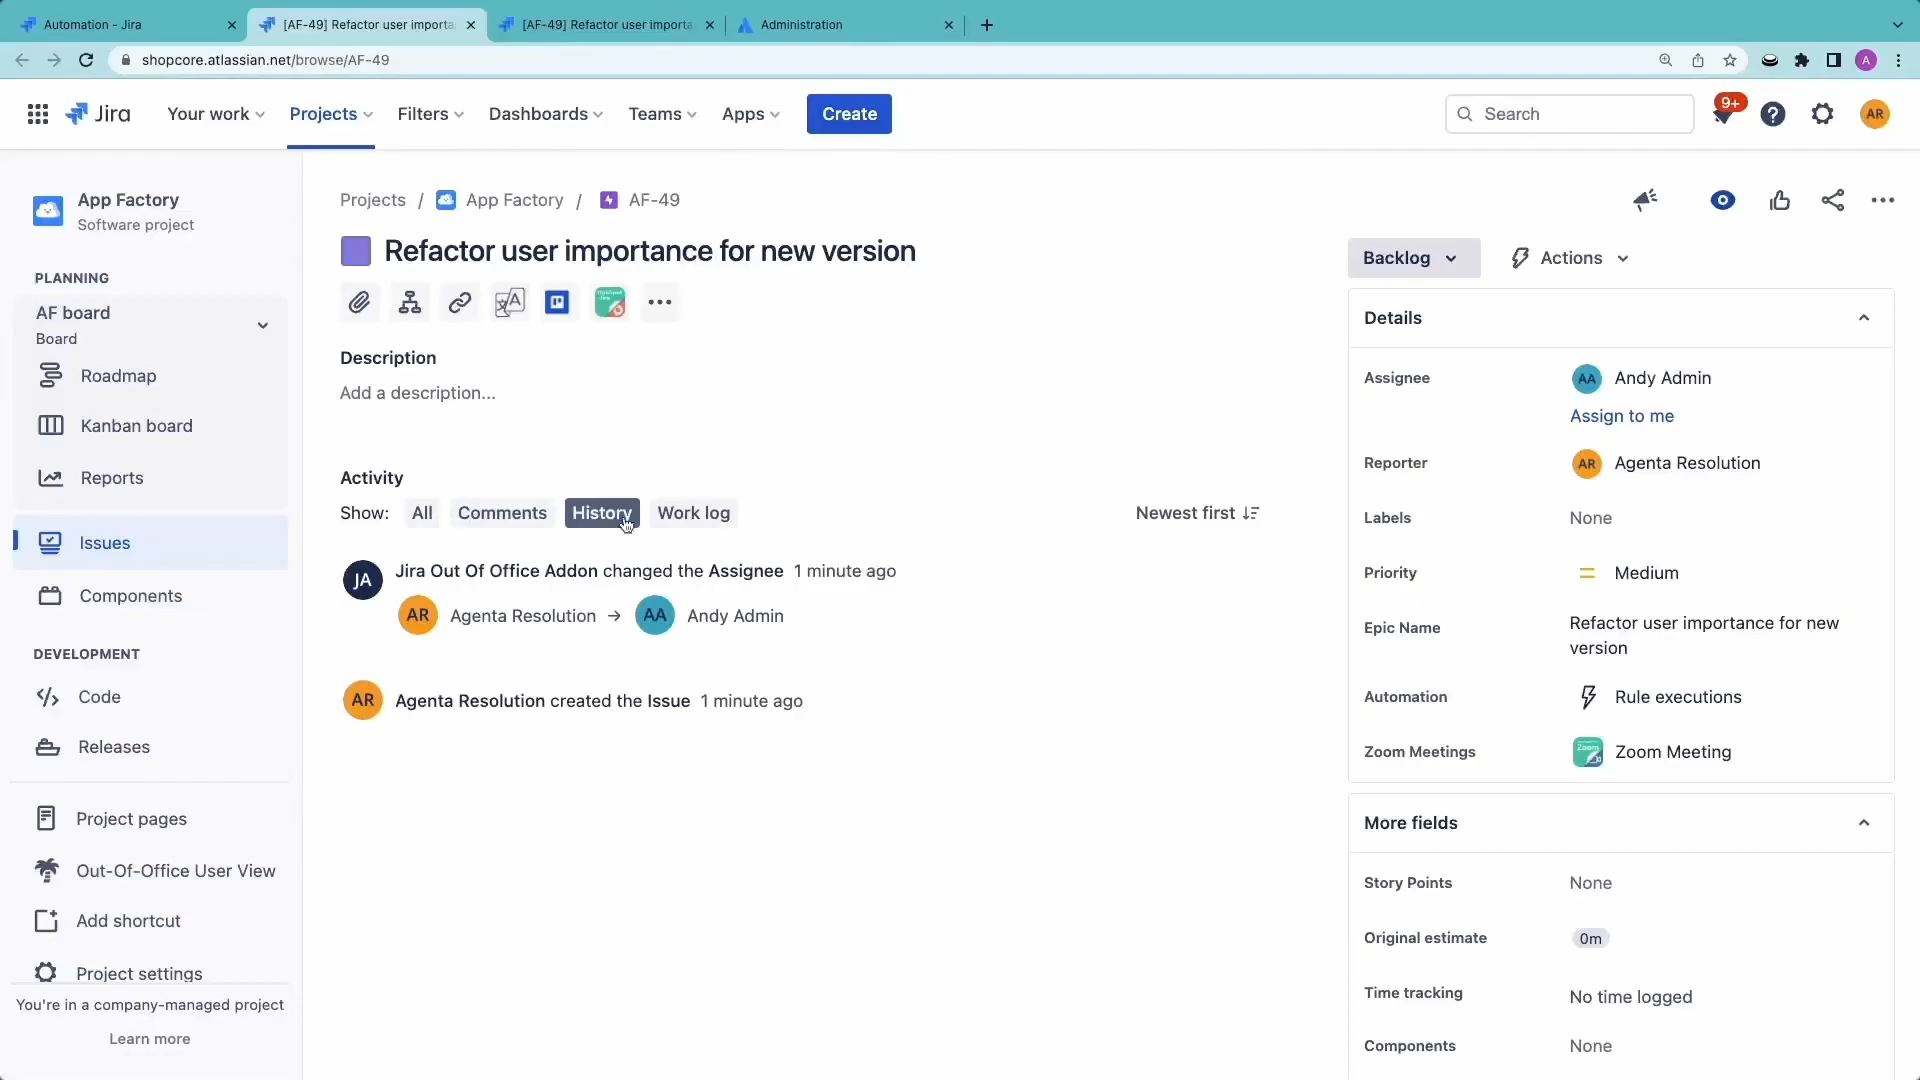 Automation - Jira
[AF-49] Refactor user importa
[AF-49] Refactor user importa
Administration
shopcore.atlassian.net/browse/AF-49
A
Jira
Your work
Projects
Filters
Dashboards
Teams
Apps
Create
Search
9+
AR
App Factory
Software project
PLANNING
AF board
Board
Roadmap
Kanban board
Reports
Issues
Components
DEVELOPMENT
Code
Releases
Project pages
Out-Of-Office User View
Add shortcut
Project settings
You're in a company-managed project
Learn more
Projects / App Factory / AF-49
Refactor user importance for new version
Description
Add a description...
Activity
Show: All Comments History Work log
Newest first
JA Jira Out Of Office Addon changed the Assignee 1 minute ago
AR Agenta Resolution → AA Andy Admin
AR Agenta Resolution created the Issue 1 minute ago
Backlog
Actions
Details
Assignee
AA Andy Admin
Assign to me
Reporter
AR Agenta Resolution
Labels
None
Priority
Medium
Epic Name
Refactor user importance for new
version
Automation
Rule executions
Zoom Meetings
Zoom Meeting
More fields
Story Points
None
Original estimate
0m
Time tracking
No time logged
Components
None